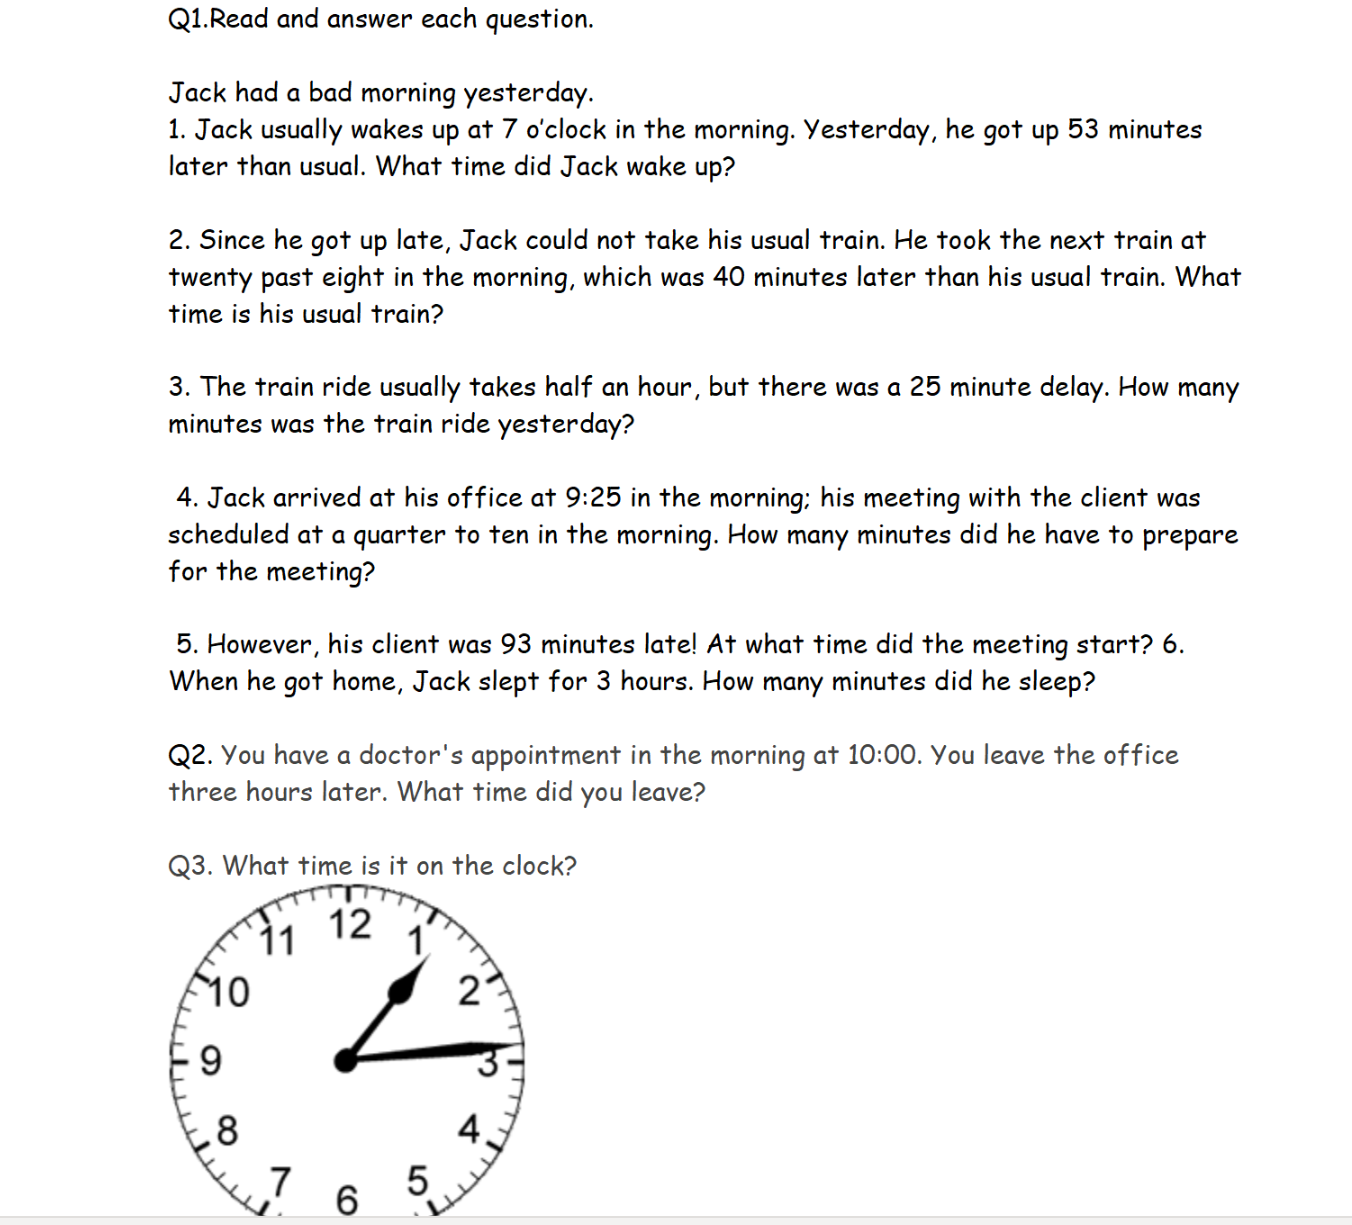 Q1.Read and answer each question.
Jack had a bad morning yesterday.
1. Jack usually wakes up at 7 o'clock in the morning. Yesterday, he got up 53 minutes
later than usual. What time did Jack wake up?
2. Since he got up late, Jack could not take his usual train. He took the next train at
twenty past eight in the morning, which was 40 minutes later than his usual train. What
time is his usual train?
3. The train ride usually takes half an hour, but there was a 25 minute delay. How many
minutes was the train ride yesterday?
4. Jack arrived at his office at 9:25 in the morning; his meeting with the client was
scheduled at a quarter to ten in the morning. How many minutes did he have to prepare
for the meeting?
5. However, his client was 93 minutes late! At what time did the meeting start? 6.
When he got home, Jack slept for 3 hours. How many minutes did he sleep?
Q2. You have a doctor's appointment in the morning at 10:00. You leave the office
three hours later. What time did you leave?
Q3. What time is it on the clock?
12
11 1
10 2
9 3
8 4
7 5
6